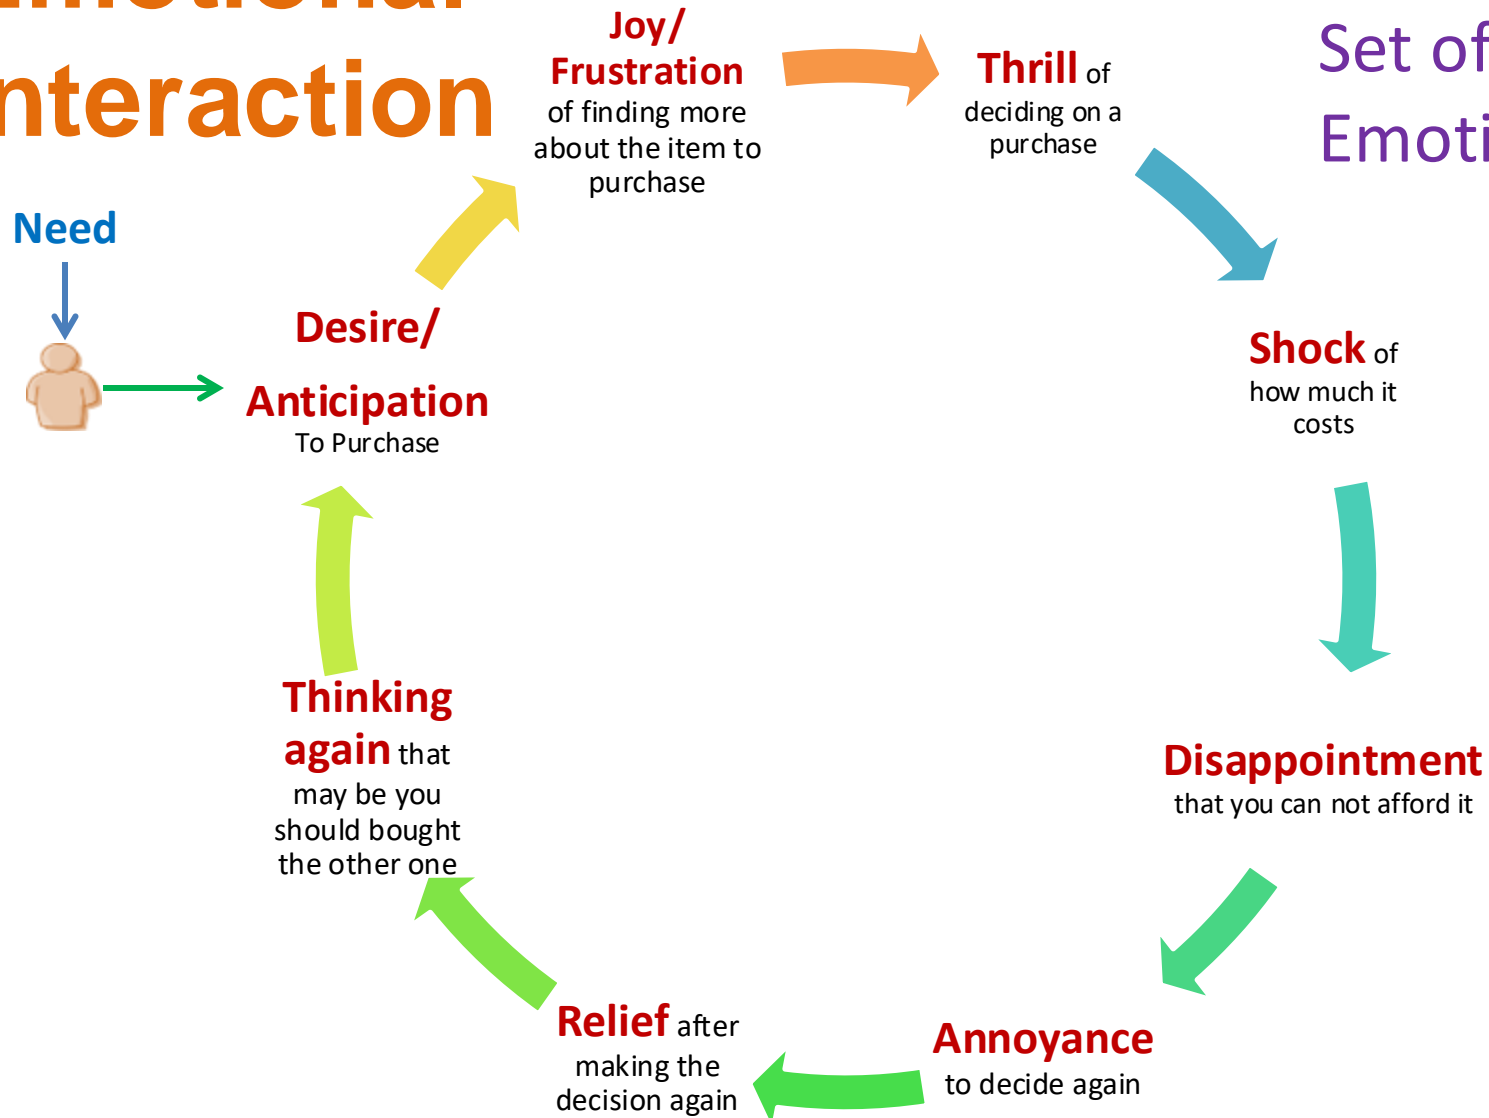 Emotional
Interaction
Joy/
Frustration
of finding more
about the item to
purchase
Thrill of
deciding on a
purchase
Set of
Emoti
Need
Desire/
Anticipation
To Purchase
Shock of
how much it
costs
Thinking
again that
may be you
should bought
the other one
Disappointment
that you can not afford it
Relief after
making the
decision again
Annoyance
to decide again